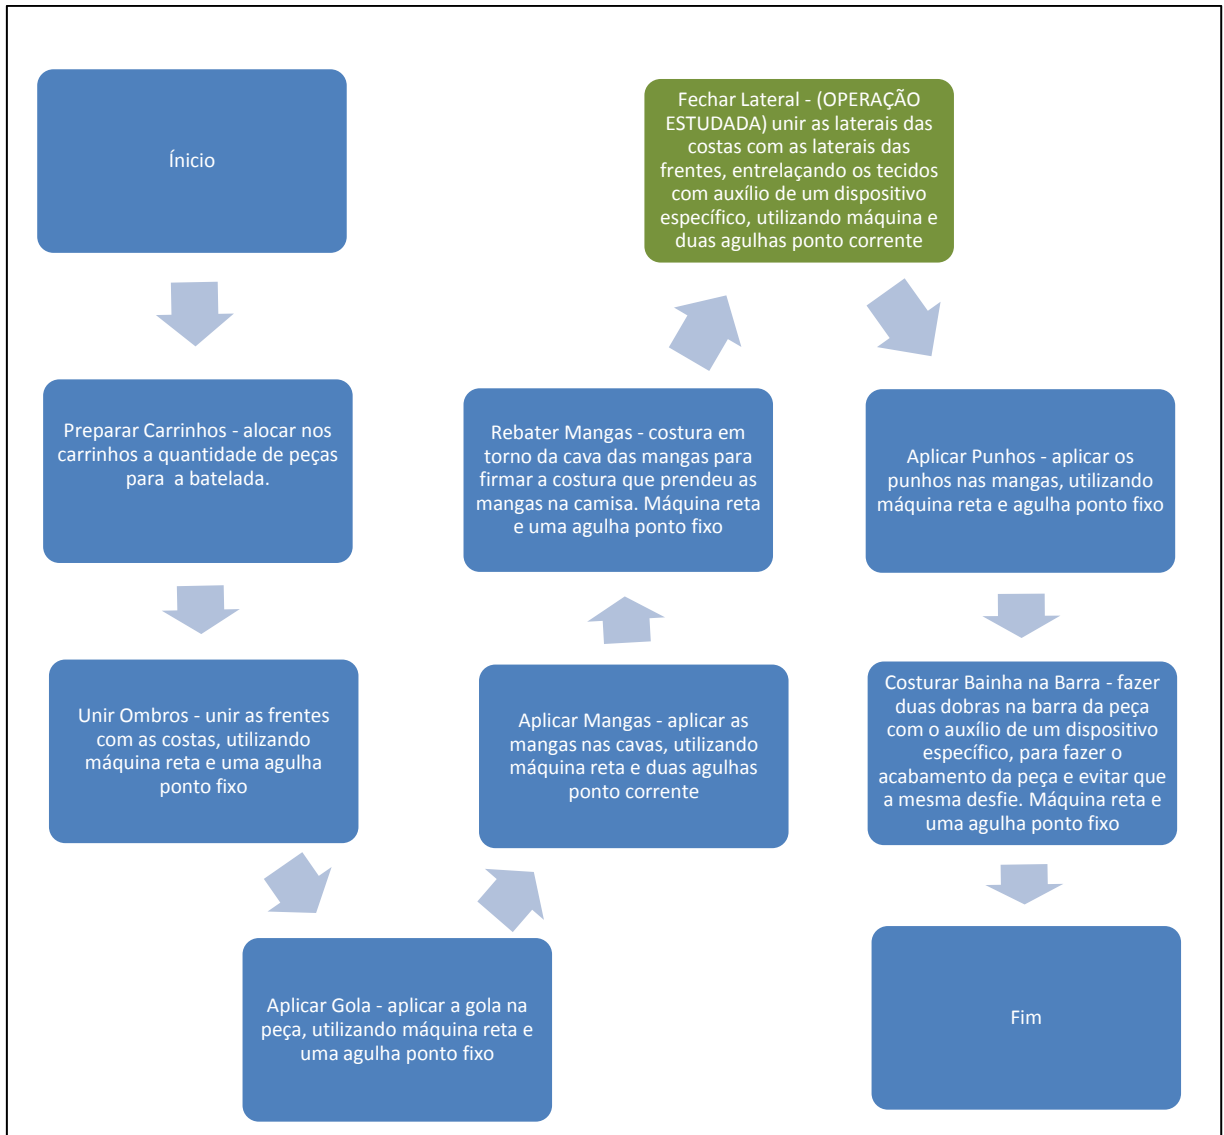 Ínicio
Preparar Carrinhos - alocar nos
carrinhos a quantidade de peças
para a batelada.
Unir Ombros - unir as frentes
com as costas, utilizando
máquina reta e uma agulha
ponto fixo
Aplicar Gola - aplicar a gola na
peça, utilizando máquina reta e
uma agulha ponto fixo
Aplicar Mangas - aplicar as
mangas nas cavas, utilizando
máquina reta e duas agulhas
ponto corrente
Rebater Mangas - costura em
torno da cava das mangas para
firmar a costura que prendeu as
mangas na camisa. Máquina reta
e uma agulha ponto fixo
Fechar Lateral - (OPERAÇÃO
ESTUDADA) unir as laterais das
costas com as laterais das
frentes, entrelaçando os tecidos
com auxílio de um dispositivo
específico, utilizando máquina e
duas agulhas ponto corrente
Aplicar Punhos - aplicar os
punhos nas mangas, utilizando
máquina reta e agulha ponto fixo
Costurar Bainha na Barra - fazer
duas dobras na barra da peça
com o auxílio de um dispositivo
específico, para fazer o
acabamento da peça e evitar que
a mesma desfie. Máquina reta e
uma agulha ponto fixo
Fim